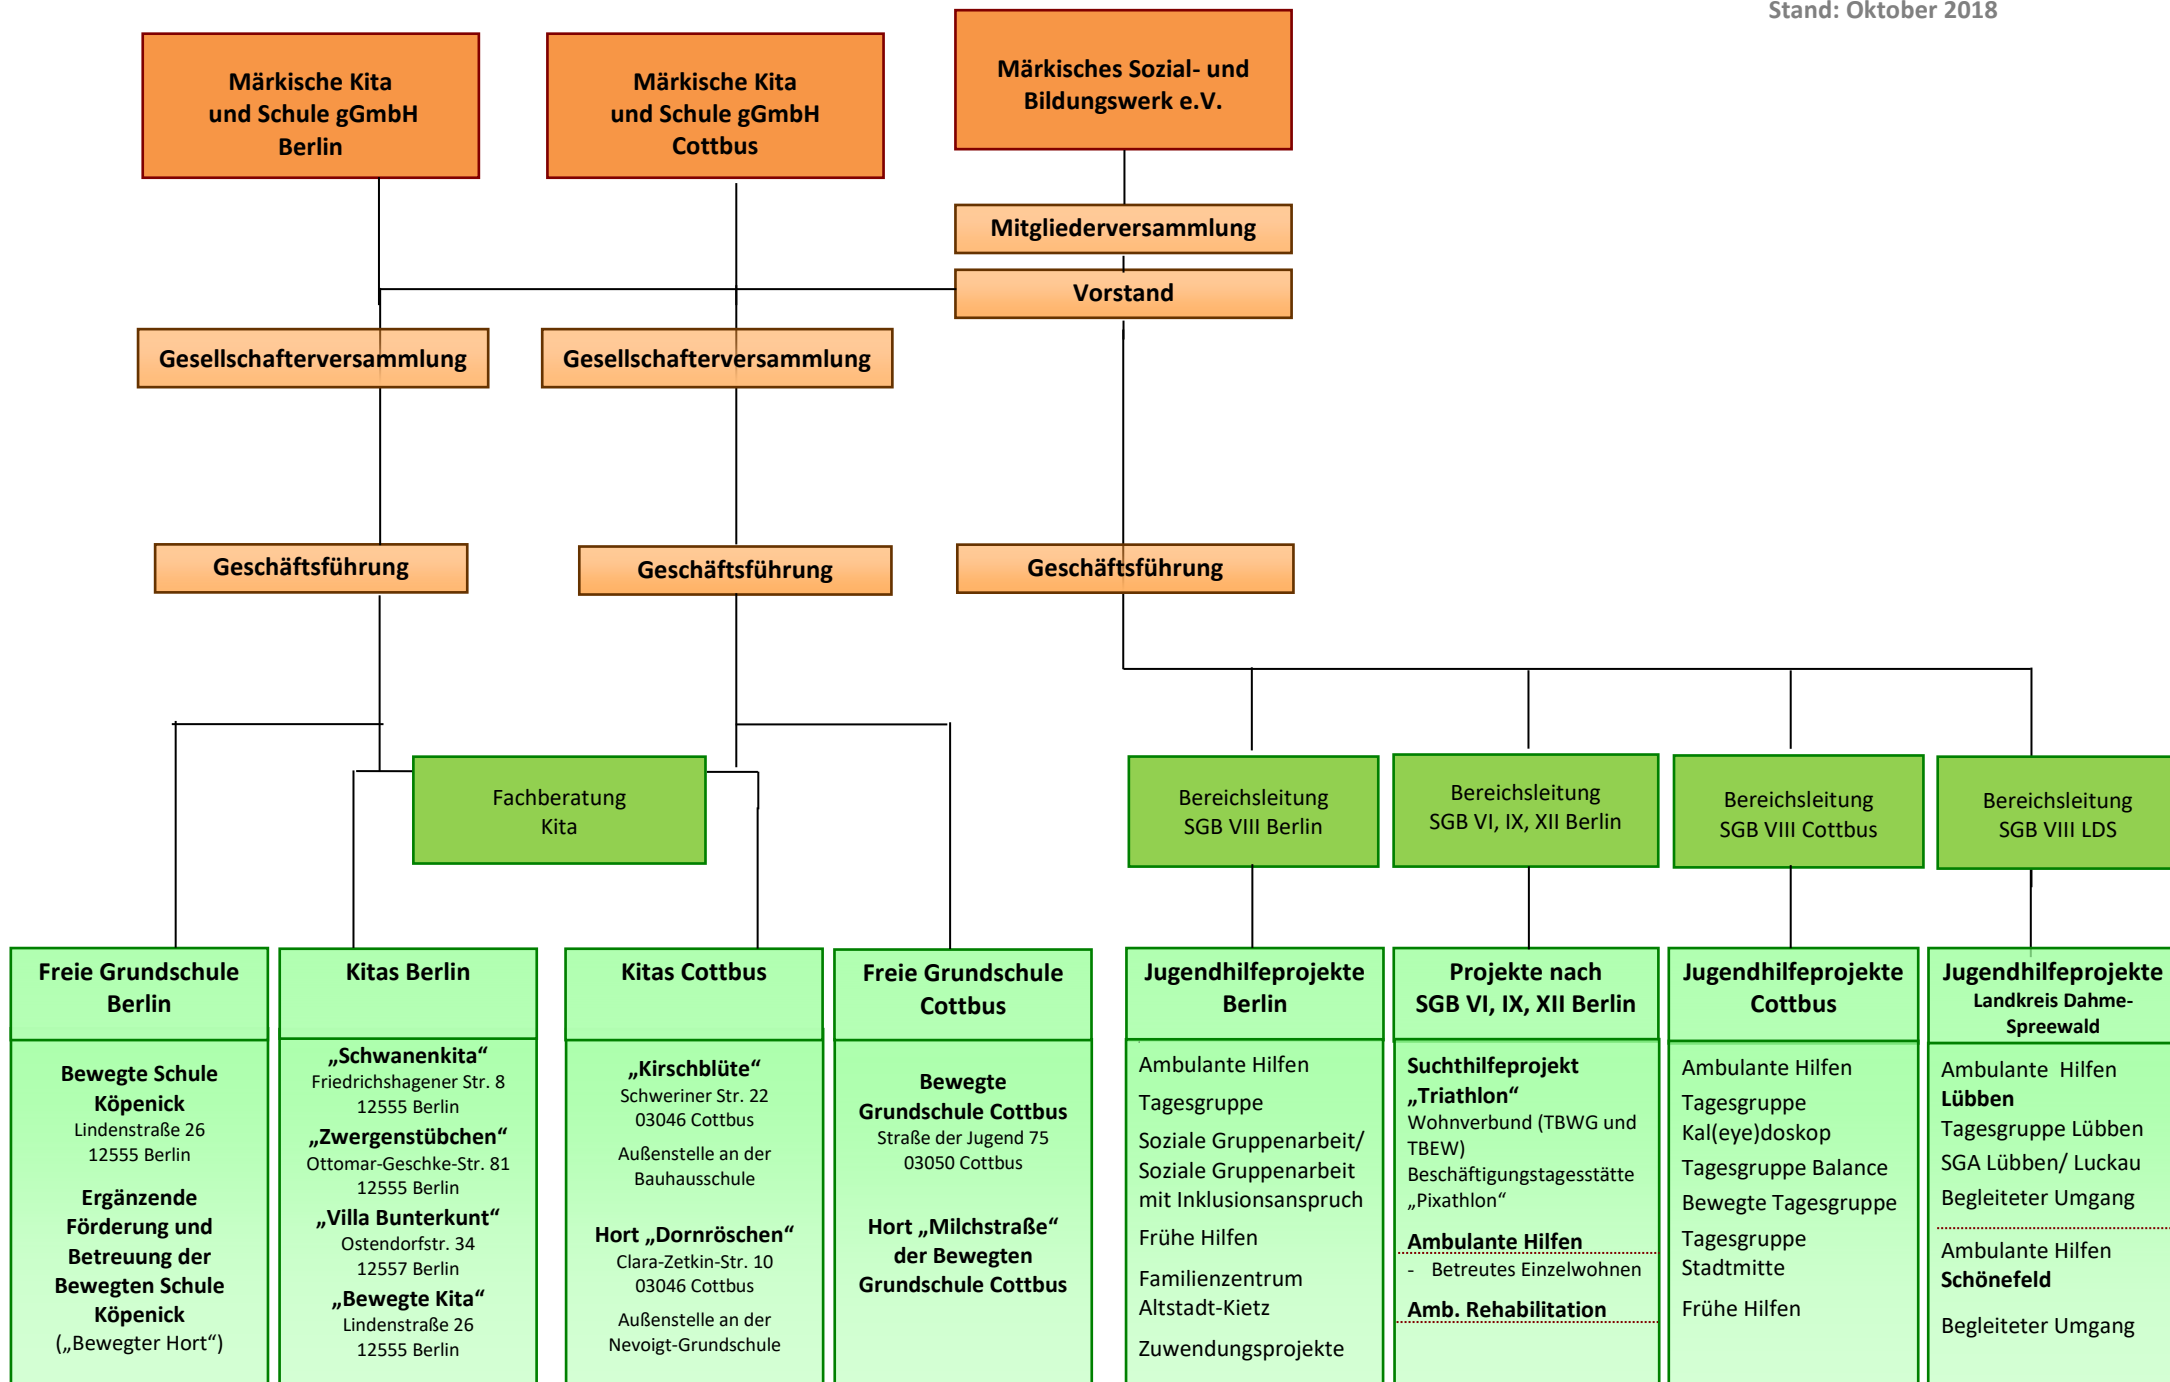 Stand: Oktober 2018
Märkische Kita
und Schule gGmbH
Berlin
Märkische Kita
und Schule gGmbH
Cottbus
Märkisches Sozial- und
Bildungswerk e.V.
Mitgliederversammlung
Vorstand
Gesellschafterversammlung
Gesellschafterversammlung
Geschäftsführung
Geschäftsführung
Geschäftsführung
Fachberatung
Kita
Bereichsleitung
SGB VIII Berlin
Bereichsleitung
SGB VI, IX, XII Berlin
Bereichsleitung
SGB VIII Cottbus
Bereichsleitung
SGB VIII LDS
Freie Grundschule
Berlin
Bewegte Schule
Köpenick
Lindenstraße 26
12555 Berlin
Ergänzende
Förderung und
Betreuung der
Bewegten Schule
Köpenick
(„Bewegter Hort“)
Kitas Berlin
„Schwanenkita“
Friedrichshagener Str. 8
12555 Berlin
„Zwergenstübchen“
Ottomar-Geschke-Str. 81
12555 Berlin
„Villa Bunterkunt“
Ostendorfstr. 34
12557 Berlin
„Bewegte Kita“
Lindenstraße 26
12555 Berlin
Kitas Cottbus
„Kirschblüte“
Schweriner Str. 22
03046 Cottbus
Außenstelle an der
Bauhausschule
Hort „Dornröschen“
Clara-Zetkin-Str. 10
03046 Cottbus
Außenstelle an der
Nevoigt-Grundschule
Freie Grundschule
Cottbus
Bewegte
Grundschule Cottbus
Straße der Jugend 75
03050 Cottbus
Hort „Milchstraße“
der Bewegten
Grundschule Cottbus
Jugendhilfeprojekte
Berlin
Ambulante Hilfen
Tagesgruppe
Soziale Gruppenarbeit/
Soziale Gruppenarbeit
mit Inklusionsanspruch
Frühe Hilfen
Familienzentrum
Altstadt-Kietz
Zuwendungsprojekte
Projekte nach
SGB VI, IX, XII Berlin
Suchthilfeprojekt
„Triathlon“
Wohnverbund (TBWG und
TBEW)
Beschäftigungstagesstätte
„Pixathlon“
Ambulante Hilfen
- Betreutes Einzelwohnen
Amb. Rehabilitation
Jugendhilfeprojekte
Cottbus
Ambulante Hilfen
Tagesgruppe
Kal(eye)doskop
Tagesgruppe Balance
Bewegte Tagesgruppe
Tagesgruppe
Stadtmitte
Frühe Hilfen
Jugendhilfeprojekte
Landkreis Dahme-
Spreewald
Ambulante Hilfen
Lübben
Tagesgruppe Lübben
SGA Lübben/ Luckau
Begleiteter Umgang
Ambulante Hilfen
Schönefeld
Begleiteter Umgang